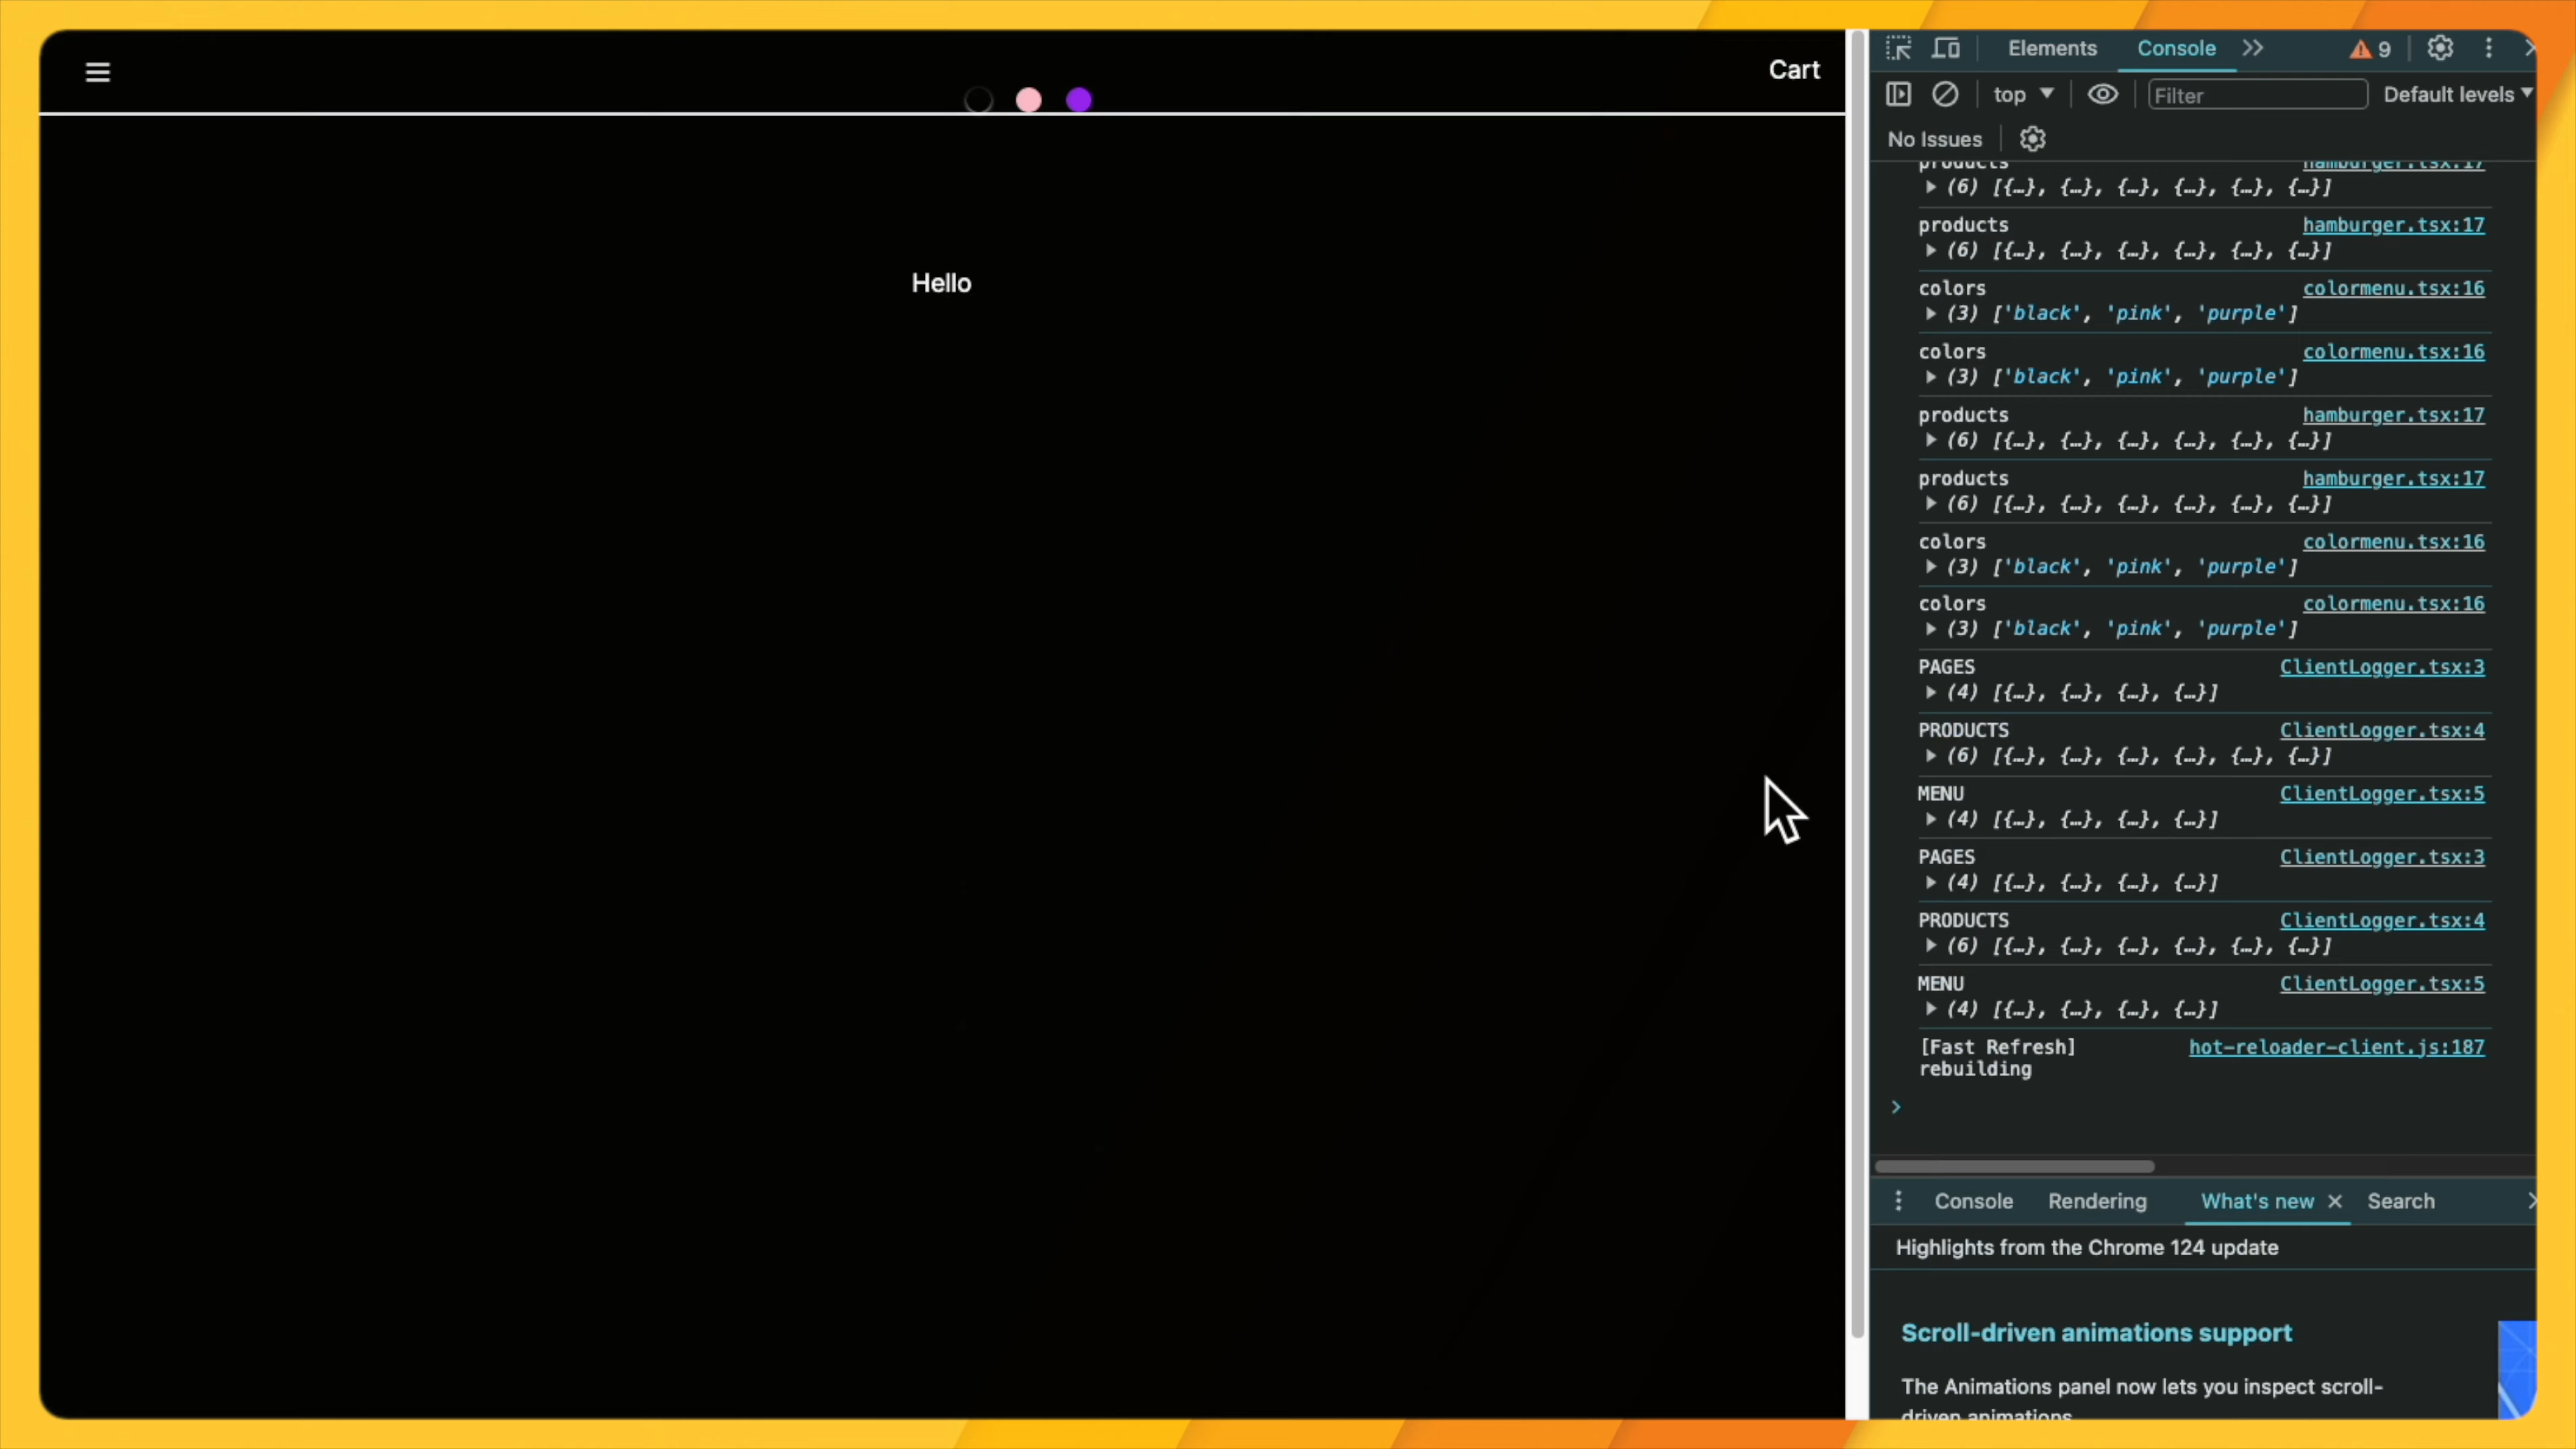 Cart
Hello
Elements Console 9
top Filter Default levels
No Issues
products hamburger.tsx:17
(6) [{…}, {…}, {…}, {…}, {…}, {…}]
products hamburger.tsx:17
(6) [{…}, {…}, {…}, {…}, {…}, {…}]
colors colormenu.tsx:16
(3) ['black', 'pink', 'purple']
colors colormenu.tsx:16
(3) ['black', 'pink', 'purple']
products hamburger.tsx:17
(6) [{…}, {…}, {…}, {…}, {…}, {…}]
products hamburger.tsx:17
(6) [{…}, {…}, {…}, {…}, {…}, {…}]
colors colormenu.tsx:16
(3) ['black', 'pink', 'purple']
colors colormenu.tsx:16
(3) ['black', 'pink', 'purple']
PAGES ClientLogger.tsx:3
(4) [{…}, {…}, {…}, {…}]
PRODUCTS ClientLogger.tsx:4
(6) [{…}, {…}, {…}, {…}, {…}, {…}]
MENU ClientLogger.tsx:5
(4) [{…}, {…}, {…}, {…}]
PAGES ClientLogger.tsx:3
(4) [{…}, {…}, {…}, {…}]
PRODUCTS ClientLogger.tsx:4
(6) [{…}, {…}, {…}, {…}, {…}, {…}]
MENU ClientLogger.tsx:5
(4) [{…}, {…}, {…}, {…}]
[Fast Refresh] hot-reloader-client.js:187
rebuilding
Console Rendering What's new Search
Highlights from the Chrome 124 update
Scroll-driven animations support
The Animations panel now lets you inspect scroll-
driven animations